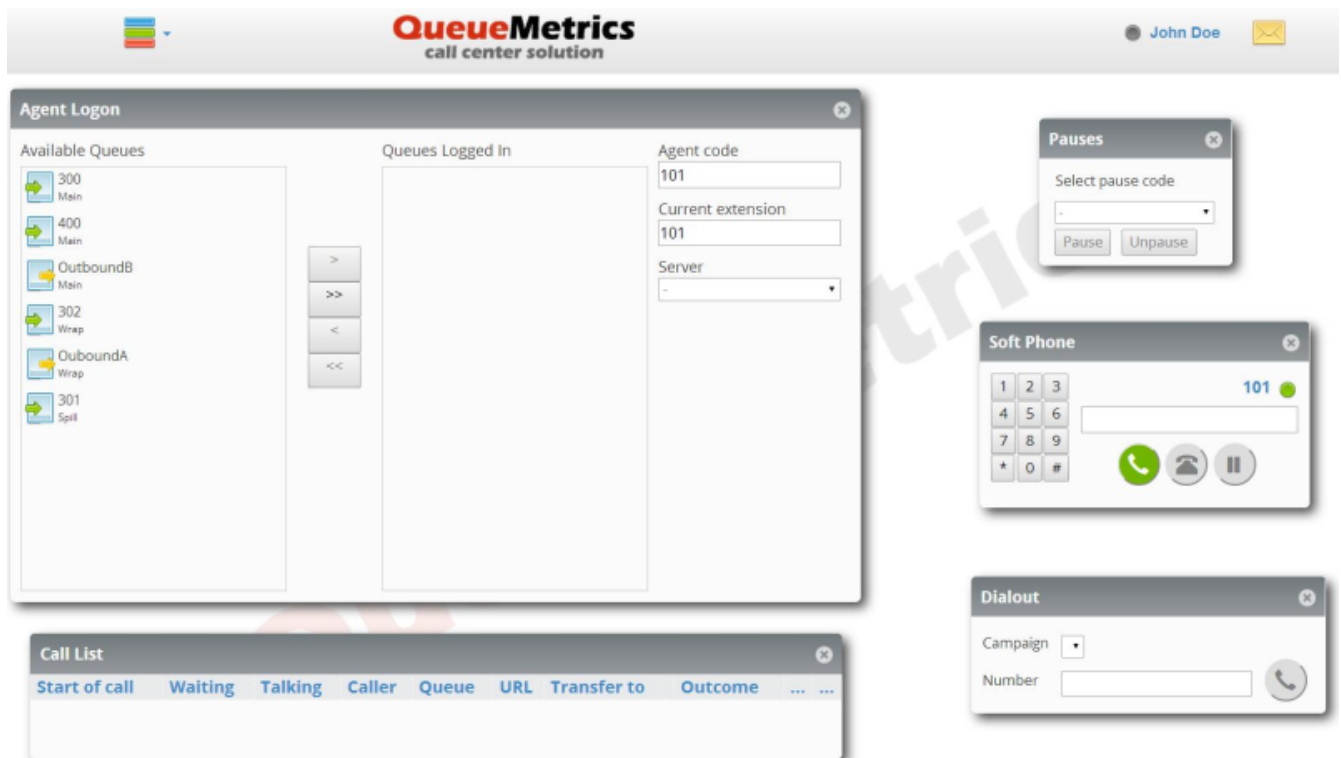 QueueMetrics
call center solution
John Doe
Agent Logon
Available Queues
Queues Logged In
Agent code
300
Main
101
400
Main
Current extension
101
OutboundB
Main
>
Server
-
>>
302
Wrap
<
OuboundA
Wrap
<<
301
Spill
Pauses
Select pause code
-
Pause Unpause
Soft Phone
1 2 3
101
4 5 6
7 8 9
* 0 #
Dialout
Campaign
Number
Call List
Start of call Waiting Talking Caller Queue URL Transfer to Outcome ... ...